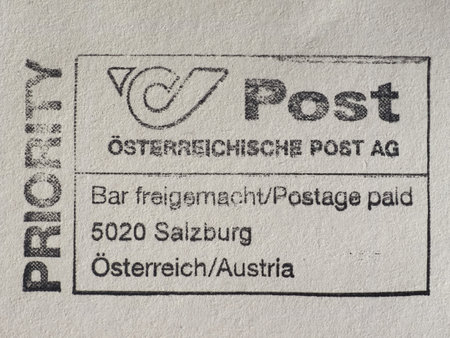 PRIORITY
Post
ÖSTERREICHISCHE POST AG
Bar freigemacht/Postage paid
5020 Salzburg
Österreich/Austria